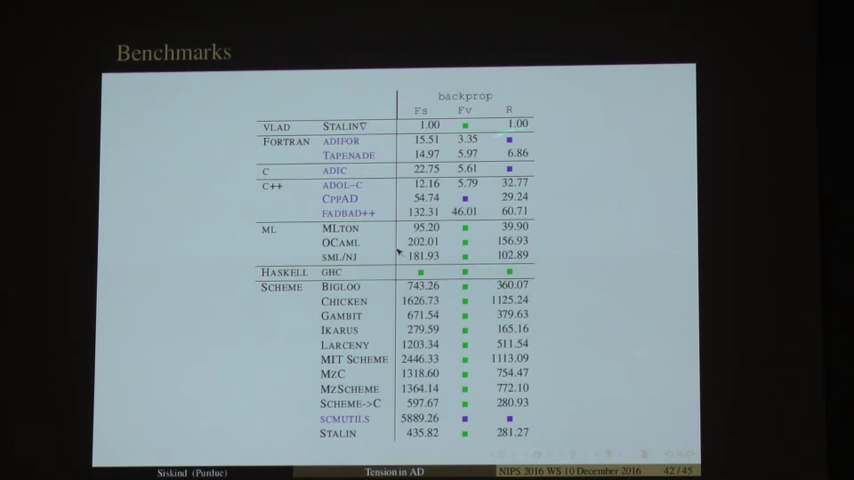 Benchmarks
backprop
Fs Fv R
VLAD STALIN∇ 1.00 ■ 1.00
FORTRAN ADIFOR 15.51 3.35 ■
TAPENADE 14.97 5.97 6.86
C ADIC 22.75 5.61 ■
C++ ADOL-C 12.16 5.79 32.77
CPPAD 54.74 ■ 29.24
FADBAD++ 132.31 46.01 60.71
ML MLTON 95.20 ■ 39.90
OCAML 202.01 ■ 156.93
SML/NJ 181.93 ■ 102.89
HASKELL GHC ■ ■ ■
SCHEME BIGLOO 743.26 ■ 360.07
CHICKEN 1626.73 ■ 1125.24
GAMBIT 671.54 ■ 379.63
IKARUS 279.59 ■ 165.16
LARCENY 1203.34 ■ 511.54
MIT SCHEME 2446.33 ■ 1113.09
MZC 1318.60 ■ 754.47
MZSCHEME 1364.14 ■ 772.10
SCHEME->C 597.67 ■ 280.93
SCMUTILS 5889.26 ■ ■
STALIN 435.82 ■ 281.27
Siskind (Purdue) Tension in AD NIPS 2016 WS 10 December 2016 42 / 45